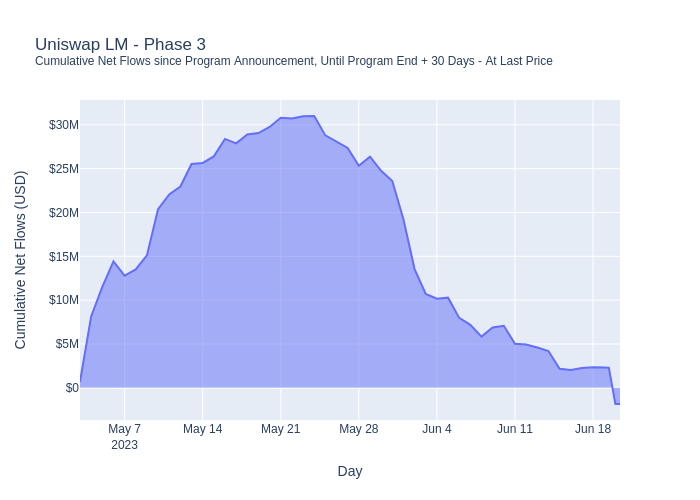 Uniswap LM - Phase 3
Cumulative Net Flows since Program Announcement, Until Program End + 30 Days - At Last Price
Cumulative Net Flows (USD)
$30M
$25M
$20M
$15M
$10M
$5M
$0
May 7
2023
May 14
May 21
May 28
Jun 4
Jun 11
Jun 18
Day